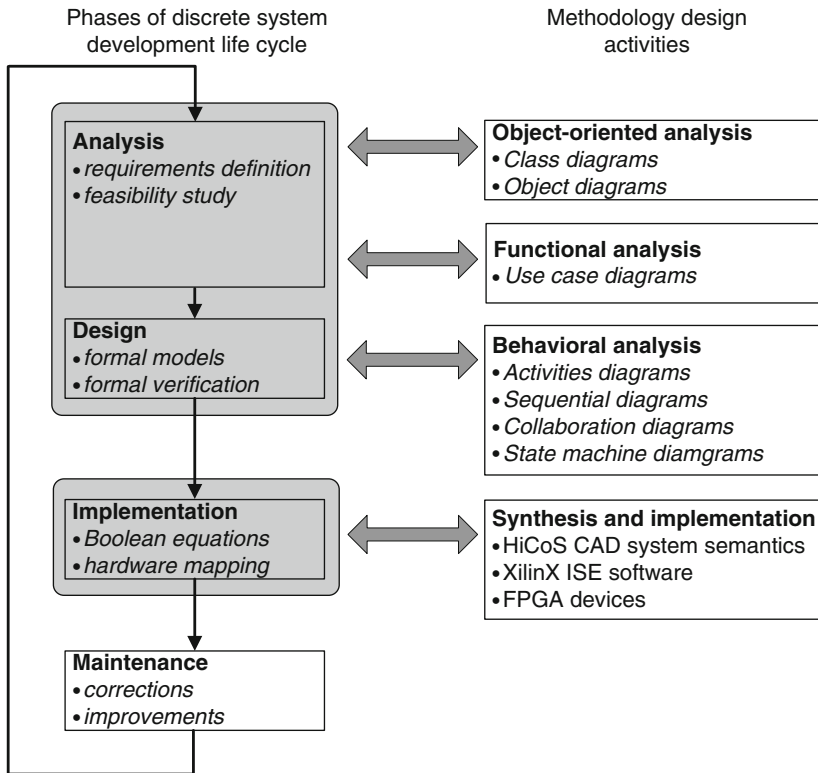 Phases of discrete system
development life cycle
Methodology design
activities
Analysis
• requirements definition
• feasibility study
Design
• formal models
• formal verification
Implementation
• Boolean equations
• hardware mapping
Maintenance
• corrections
• improvements
Object-oriented analysis
• Class diagrams
• Object diagrams
Functional analysis
• Use case diagrams
Behavioral analysis
• Activities diagrams
• Sequential diagrams
• Collaboration diagrams
• State machine diamgrams
Synthesis and implementation
• HiCoS CAD system semantics
• XilinX ISE software
• FPGA devices